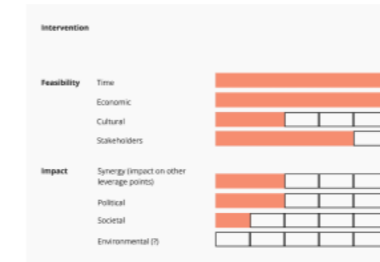 Intervention
Feasibility Time
Economic
Cultural
Stakeholders
Impact Synergy (impact on other
leverage points)
Political
Societal
Environmental (?)